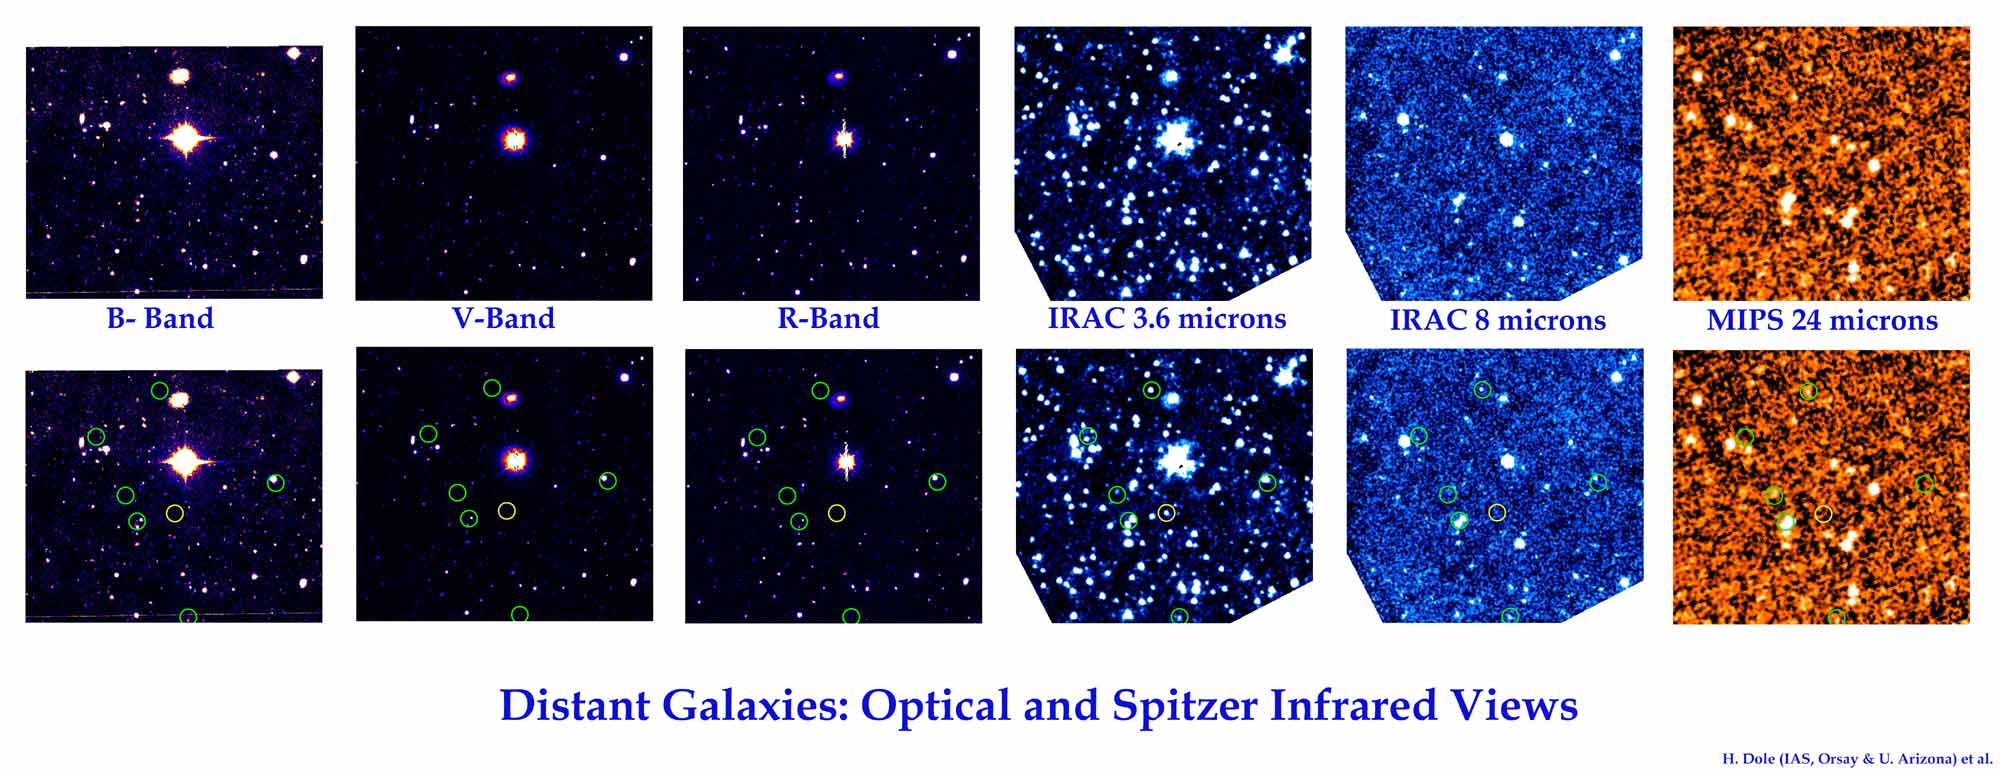 B- Band
V-Band
R-Band
IRAC 3.6 microns
IRAC 8 microns
MIPS 24 microns
Distant Galaxies: Optical and Spitzer Infrared Views
H. Dole (IAS, Orsay & U. Arizona) et al.